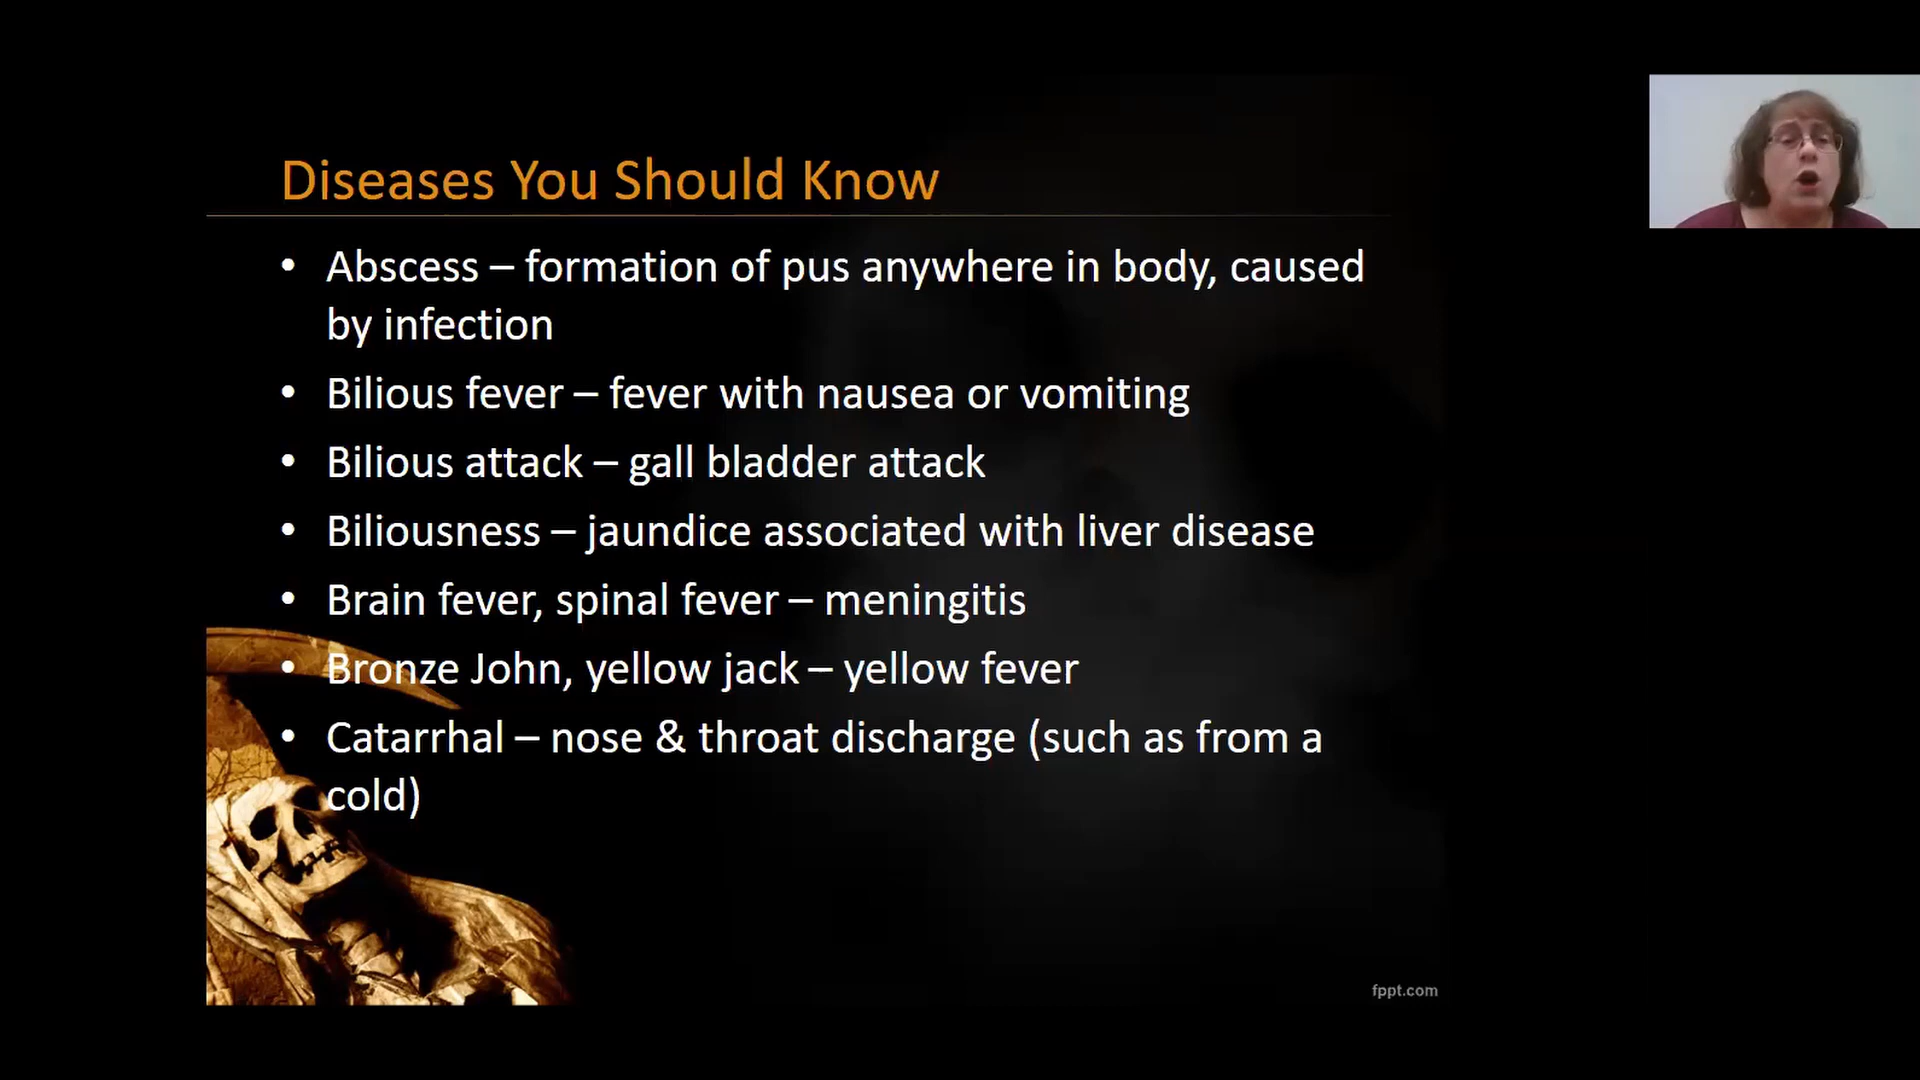 Diseases You Should Know
• Abscess – formation of pus anywhere in body, caused
by infection
• Bilious fever – fever with nausea or vomiting
• Bilious attack – gall bladder attack
• Biliousness – jaundice associated with liver disease
• Brain fever, spinal fever – meningitis
• Bronze John, yellow jack – yellow fever
• Catarrhal – nose & throat discharge (such as from a
cold)
fppt.com